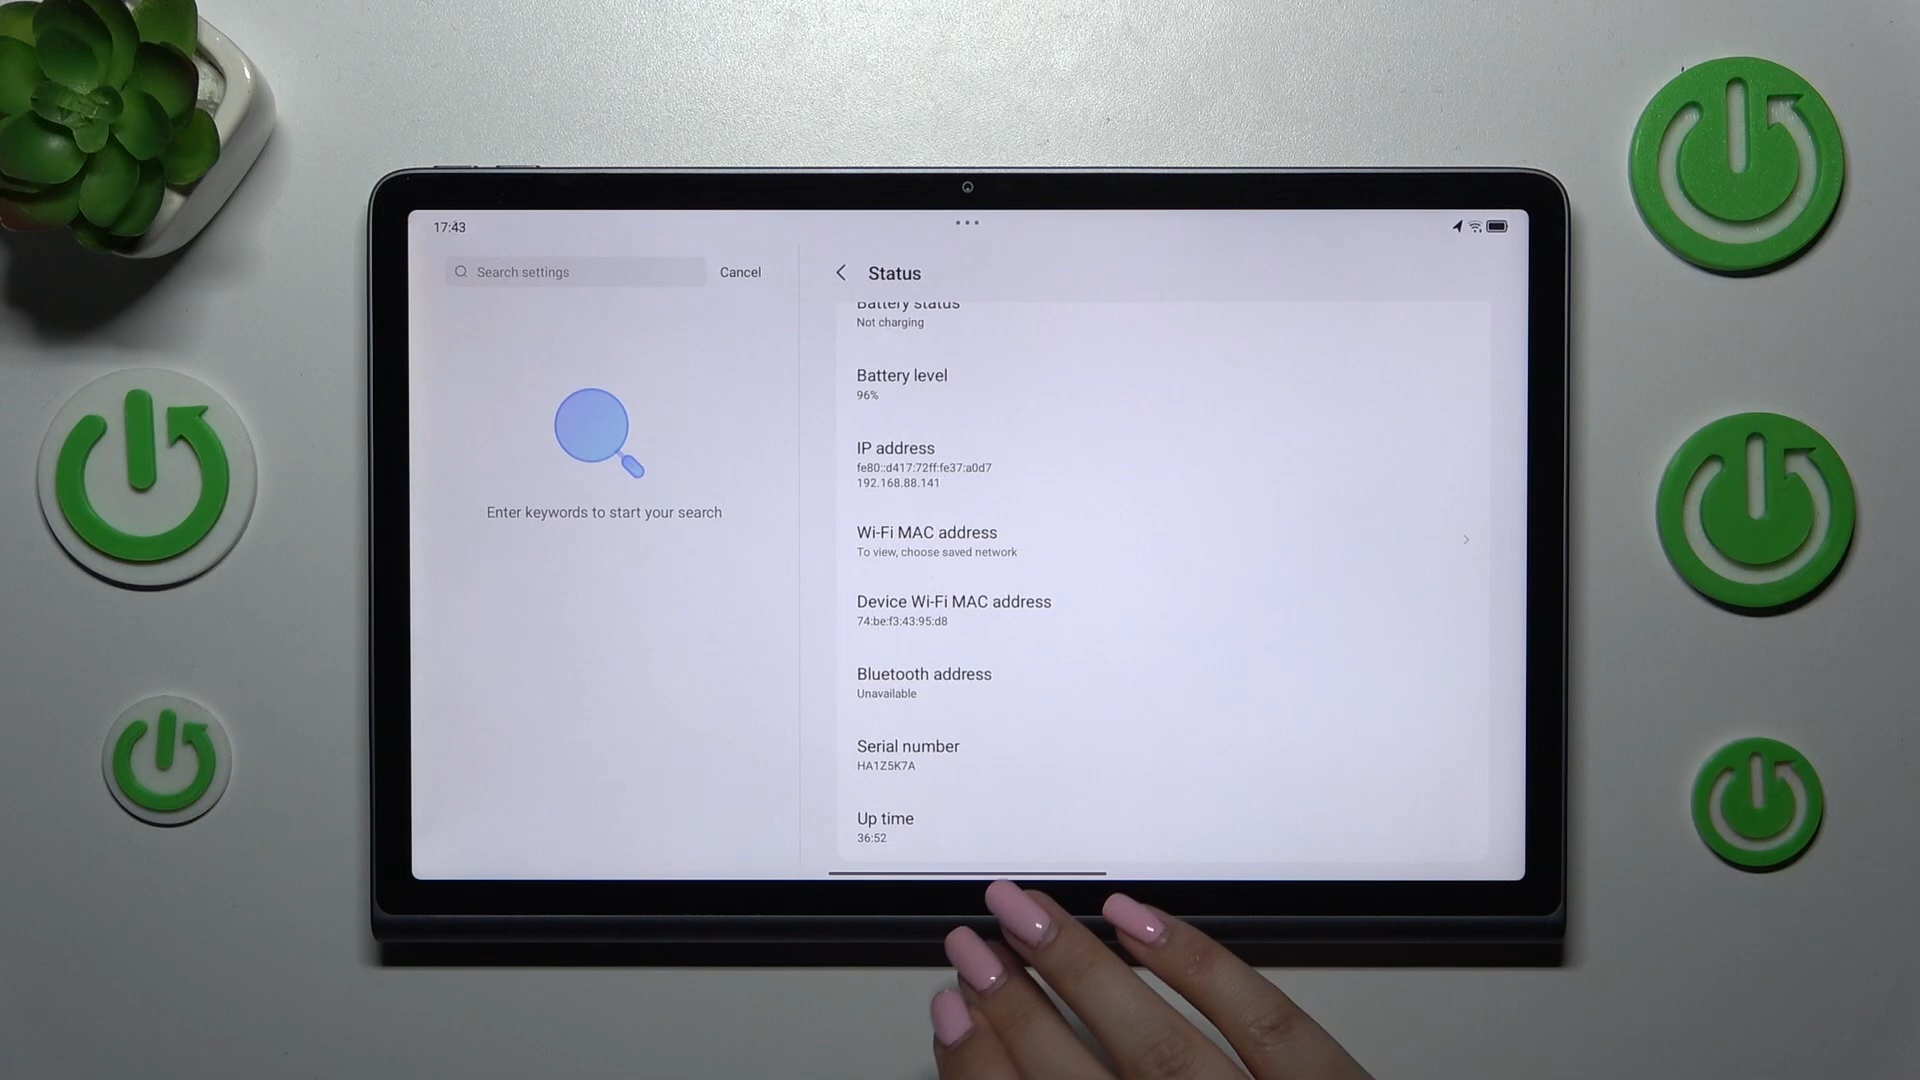 17:43
Search settings
Cancel
Enter keywords to start your search
Status
Battery status
Not charging
Battery level
96%
IP address
fe80::d417:72ff:fe37:a0d7
192.168.88.141
Wi-Fi MAC address
To view, choose saved network
Device Wi-Fi MAC address
74:be:f3:43:95:d8
Bluetooth address
Unavailable
Serial number
HA1Z5K7A
Up time
36:52